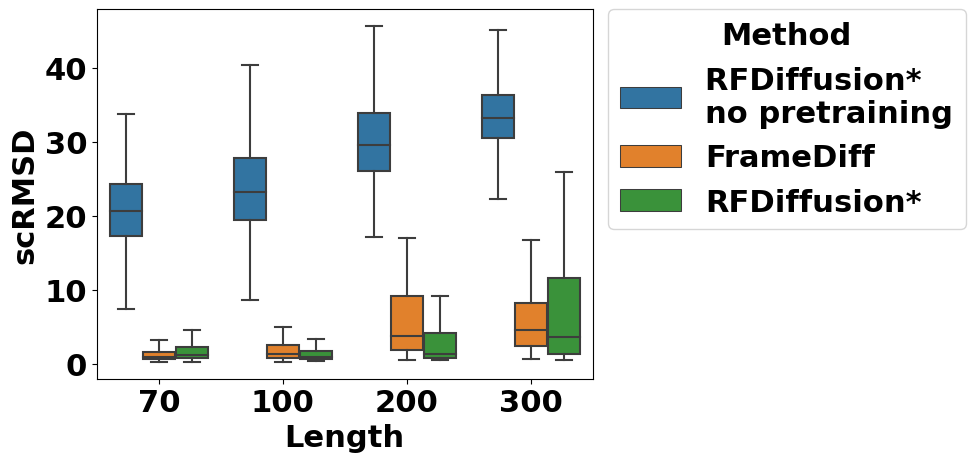 scRMSD
40
30
20
10
0
70 100 200 300
Length
Method
RFDiffusion*
no pretraining
FrameDiff
RFDiffusion*